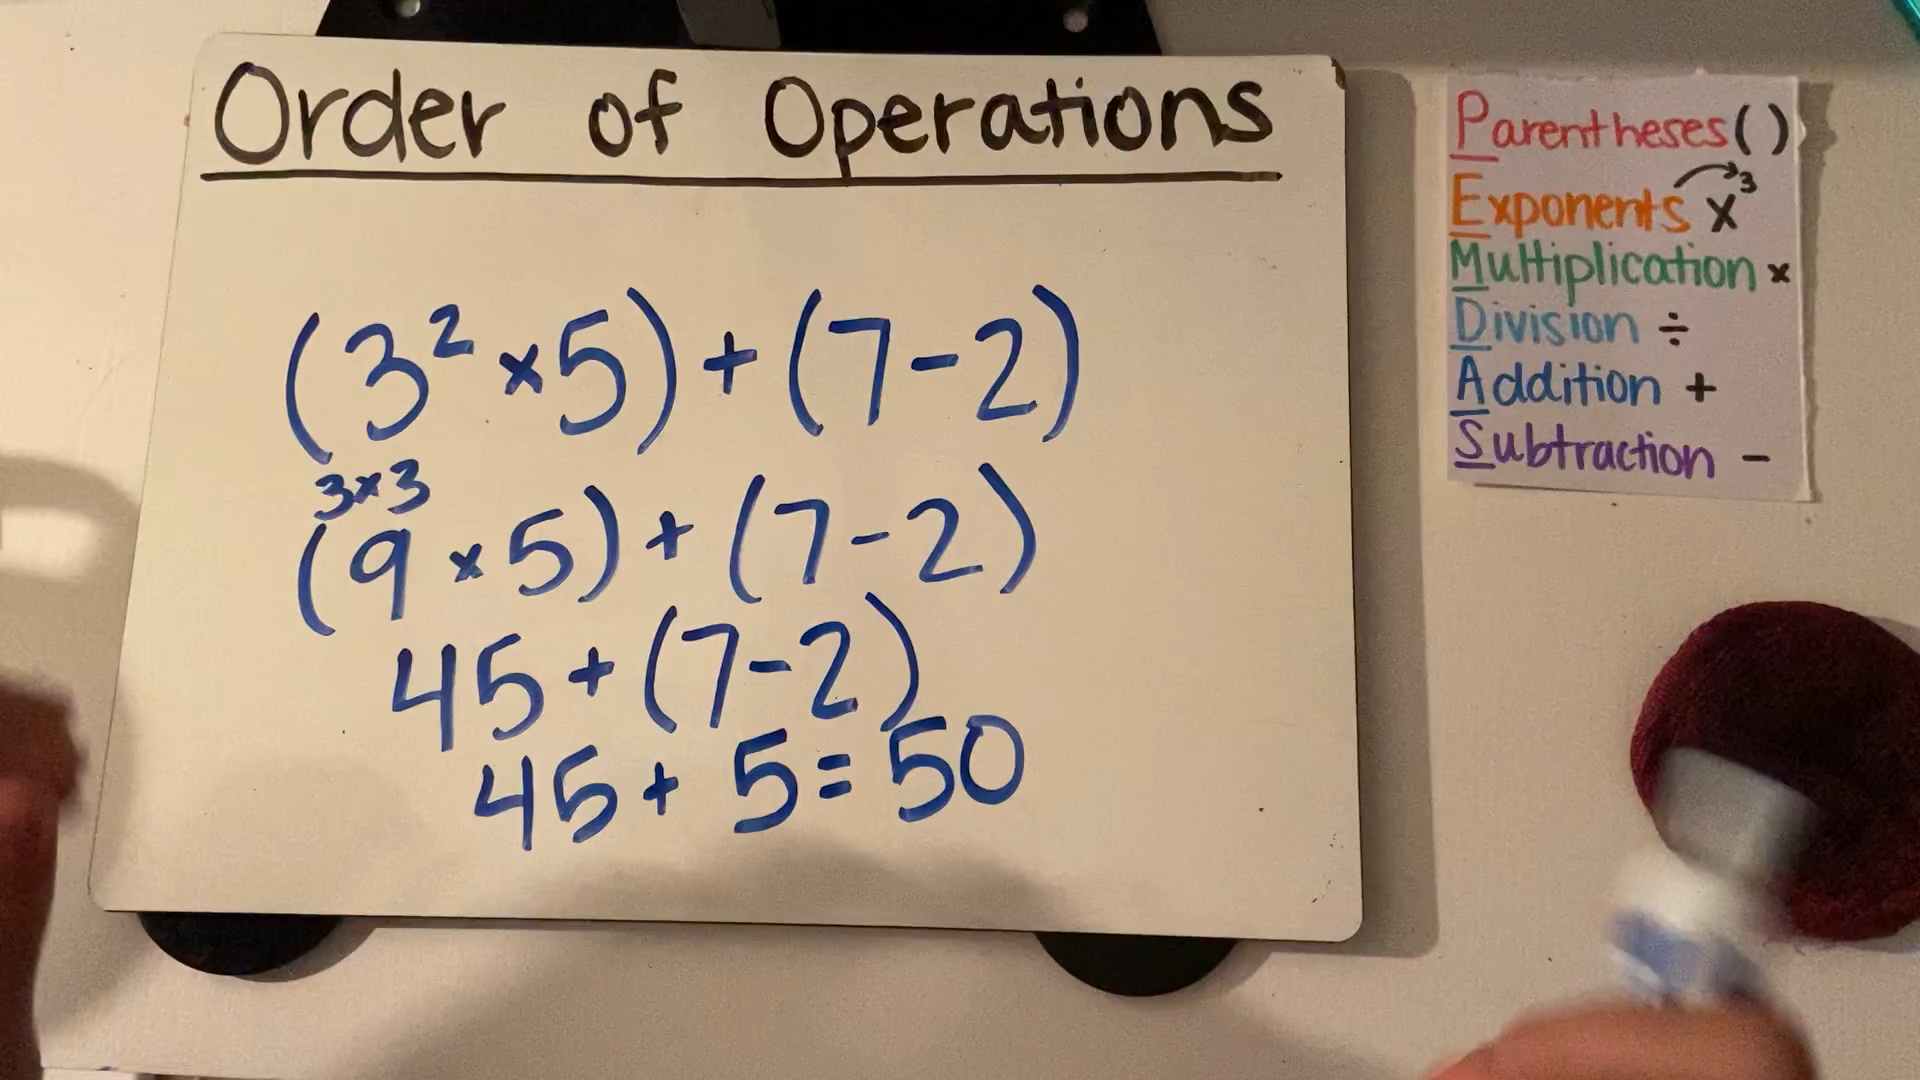 Order of Operations
(3² × 5) + (7 - 2)
3×3
(9 × 5) + (7 - 2)
45 + (7 - 2)
45 + 5 = 50
Parentheses ( )
Exponents x³
Multiplication ×
Division ÷
Addition +
Subtraction -